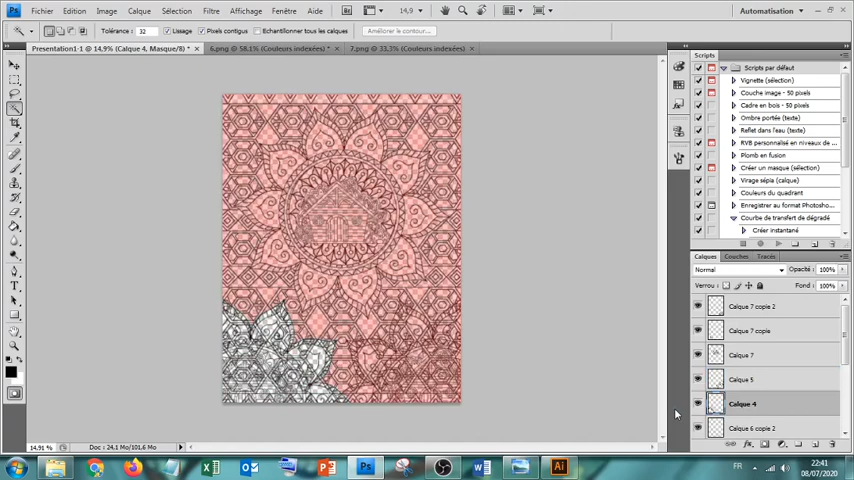 Ps Fichier Edition Image Calque Sélection Filtre Affichage Fenêtre Aide Br 14,9 Automatisation
Tolérance : 32 Lissage Pixels contigus Echantillonner tous les calques Améliorer le contour...
Presentation1-1 @ 14,9% (Calque 4, Masque/8) * × 6.png @ 58,1% (Couleurs indexées) * × 7.png @ 33,3% (Couleurs indexées) ×
Scripts
Scripts par défaut
Vignette (sélection)
Couche image - 50 pixels
Cadre en bois - 50 pixels
Ombre portée (texte)
Reflet dans l'eau (texte)
RVB personnalisé en niveaux de ...
Plomb en fusion
Créer un masque (sélection)
Virage sépia (calque)
Couleurs du quadrant
Enregistrer au format Photosho...
Courbe de transfert de dégradé
Créer instantané
Calques Couches Tracés
Normal Opacité : 100%
Verrou : Fond : 100%
Calque 7 copie 2
Calque 7 copie
Calque 7
Calque 5
Calque 4
Calque 6 copie 2
14,91 % Doc : 24,1 Mo/101,6 Mo
FR 22:41
08/07/2020